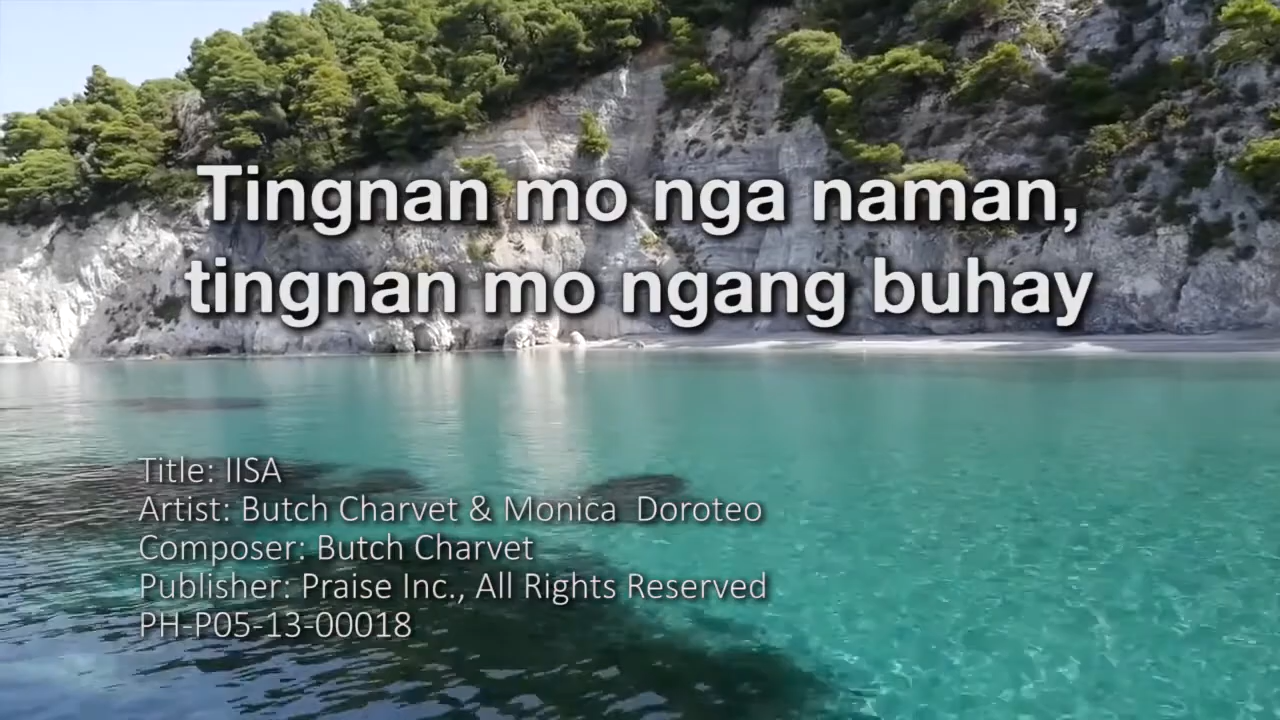 Tingnan mo nga naman,
tingnan mo ngang buhay
Title: IISA
Artist: Butch Charvet & Monica  Doroteo
Composer: Butch Charvet
Publisher: Praise Inc., All Rights Reserved
PH-P05-13-00018